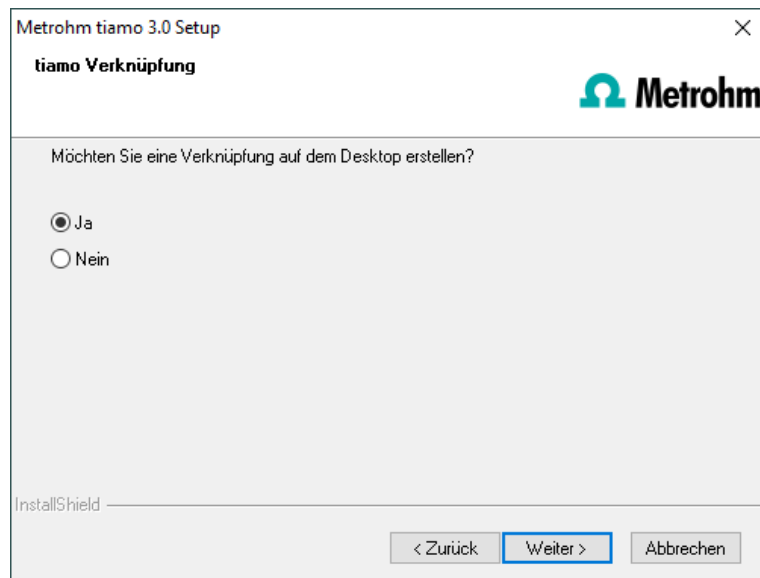 Metrohm tiamo 3.0 Setup
tiamo Verknüpfung
Metrohm
Möchten Sie eine Verknüpfung auf dem Desktop erstellen?
Ja
Nein
InstallShield
< Zurück Weiter > Abbrechen